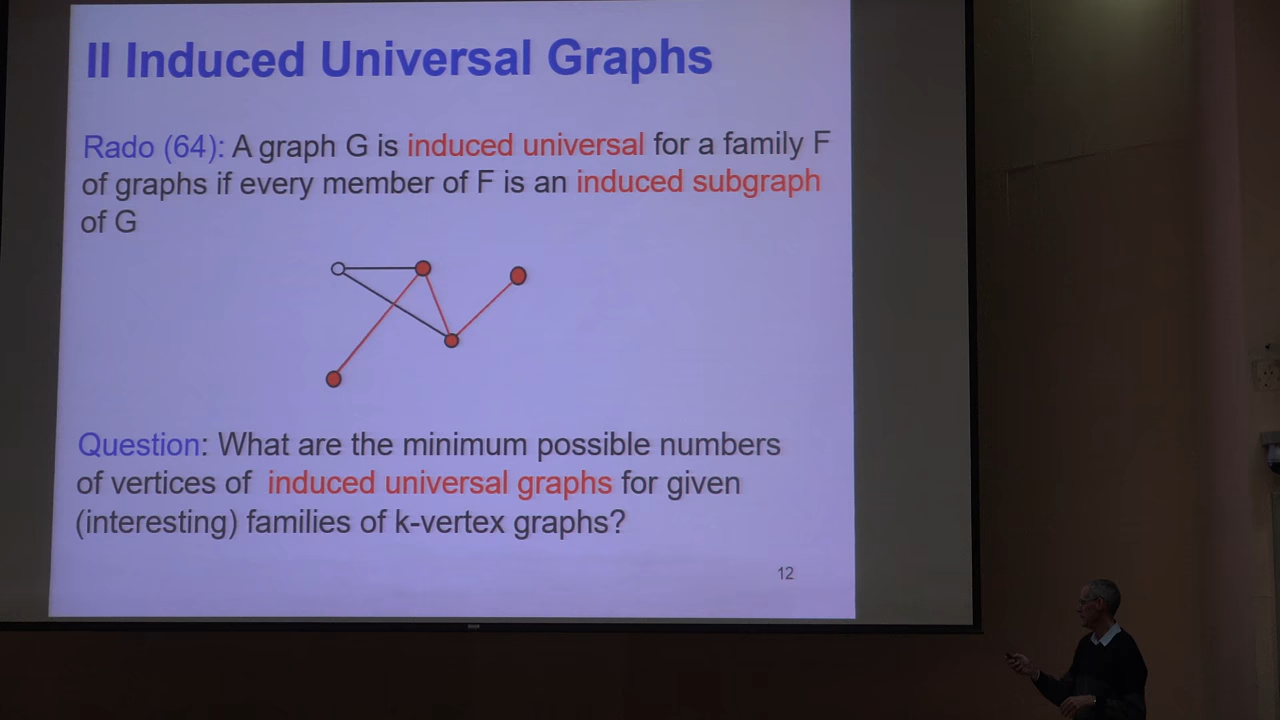 II Induced Universal Graphs
Rado (64): A graph G is induced universal for a family F
of graphs if every member of F is an induced subgraph
of G
Question: What are the minimum possible numbers
of vertices of induced universal graphs for given
(interesting) families of k-vertex graphs?
12